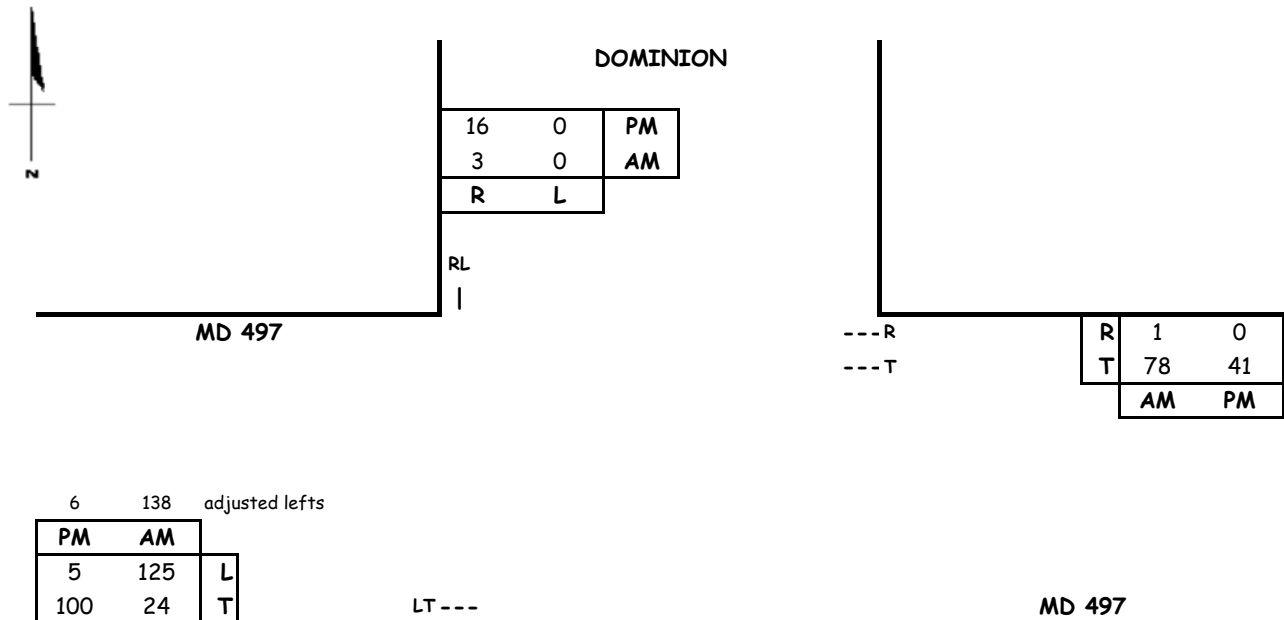 DOMINION
16 0 PM
3 0 AM
R L
RL
|
MD 497
---R
---T
R 1 0
T 78 41
AM PM
6 138 adjusted lefts
PM AM
5 125 L
100 24 T
LT---
MD 497
N